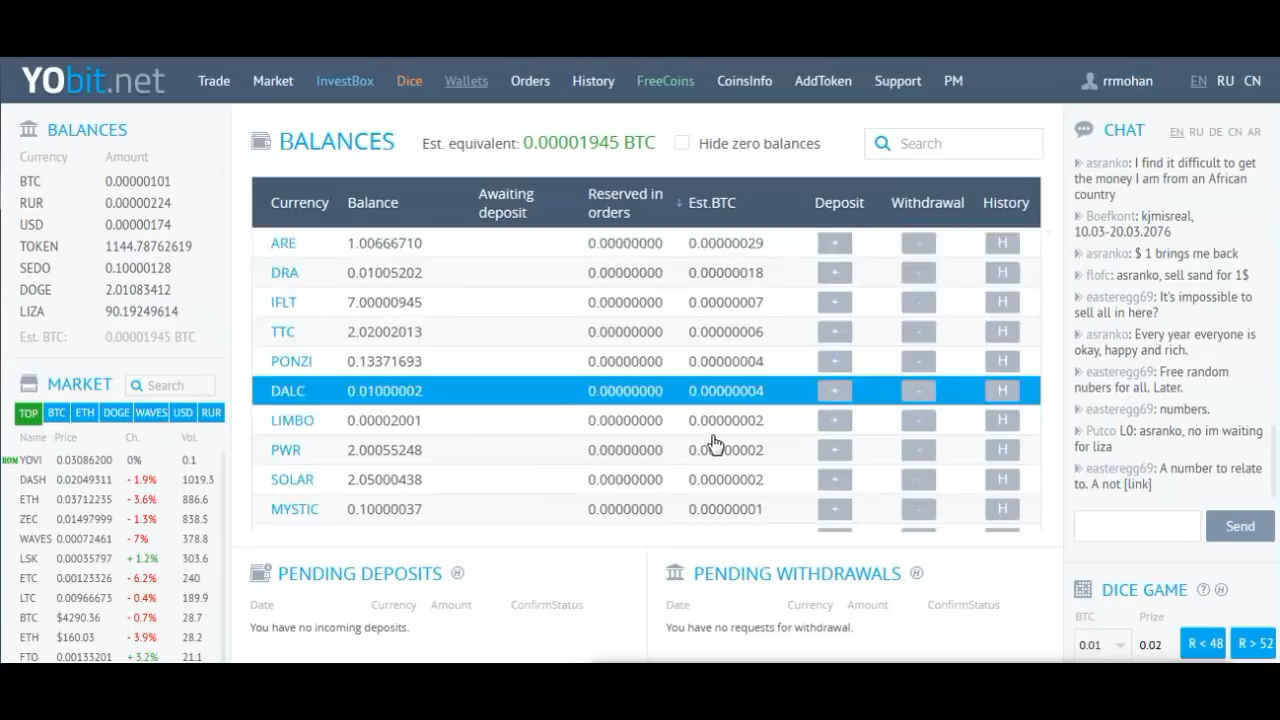 YObit.net
Trade Market InvestBox Dice Wallets Orders History FreeCoins CoinsInfo AddToken Support PM
rrmohan EN RU CN
BALANCES
Currency Amount
BTC 0.00000101
RUR 0.00000224
USD 0.00000174
TOKEN 1144.78762619
SEDO 0.10000128
DOGE 2.01083412
LIZA 90.19249614
Est. BTC: 0.00001945 BTC
MARKET Search
TOP BTC ETH DOGE WAVES USD RUR
Name Price Ch. Vol.
ROM YOVI 0.03086200 0% 0.1
DASH 0.02049311 - 1.9% 1019.3
ETH 0.03712235 - 3.6% 886.6
ZEC 0.01497999 - 1.3% 838.5
WAVES 0.00072461 - 7% 378.8
LSK 0.00035797 + 1.2% 303.6
ETC 0.00123326 - 6.2% 240
LTC 0.00966673 - 0.4% 189.9
BTC $4290.36 - 0.7% 28.7
ETH $160.03 - 3.9% 28.2
FTO 0.00133201 + 3.2% 21.1
BALANCES Est. equivalent: 0.00001945 BTC Hide zero balances Search
Currency Balance Awaiting deposit Reserved in orders ↓ Est.BTC Deposit Withdrawal History
ARE 1.00666710 0.00000000 0.00000029 + - H
DRA 0.01005202 0.00000000 0.00000018 + - H
IFLT 7.00000945 0.00000000 0.00000007 + - H
TTC 2.02002013 0.00000000 0.00000006 + - H
PONZI 0.13371693 0.00000000 0.00000004 + - H
DALC 0.01000002 0.00000000 0.00000004 + - H
LIMBO 0.00002001 0.00000000 0.00000002 + - H
PWR 2.00055248 0.00000000 + - H
SOLAR 2.05000438 0.00000000 0.00000002 + - H
MYSTIC 0.10000037 0.00000000 0.00000001 + - H
PENDING DEPOSITS H
Date Currency Amount ConfirmStatus
You have no incoming deposits.
PENDING WITHDRAWALS H
Date Currency Amount ConfirmStatus
You have no requests for withdrawal.
CHAT EN RU DE CN AR
asranko: I find it difficult to get
the money I am from an African
country
Boefkont: kjmisreal,
10.03-20.03.2076
asranko: $ 1 brings me back
flofc: asranko, sell sand for 1$
easteregg69: It's impossible to
sell all in here?
asranko: Every year everyone is
okay, happy and rich.
easteregg69: Free random
nubers for all. Later.
easteregg69: numbers.
Putco L0: asranko, no im waiting
for liza
easteregg69: A number to relate
to. A not [link]
Send
DICE GAME ? H
BTC Prize
0.01 0.02 R < 48 R > 52